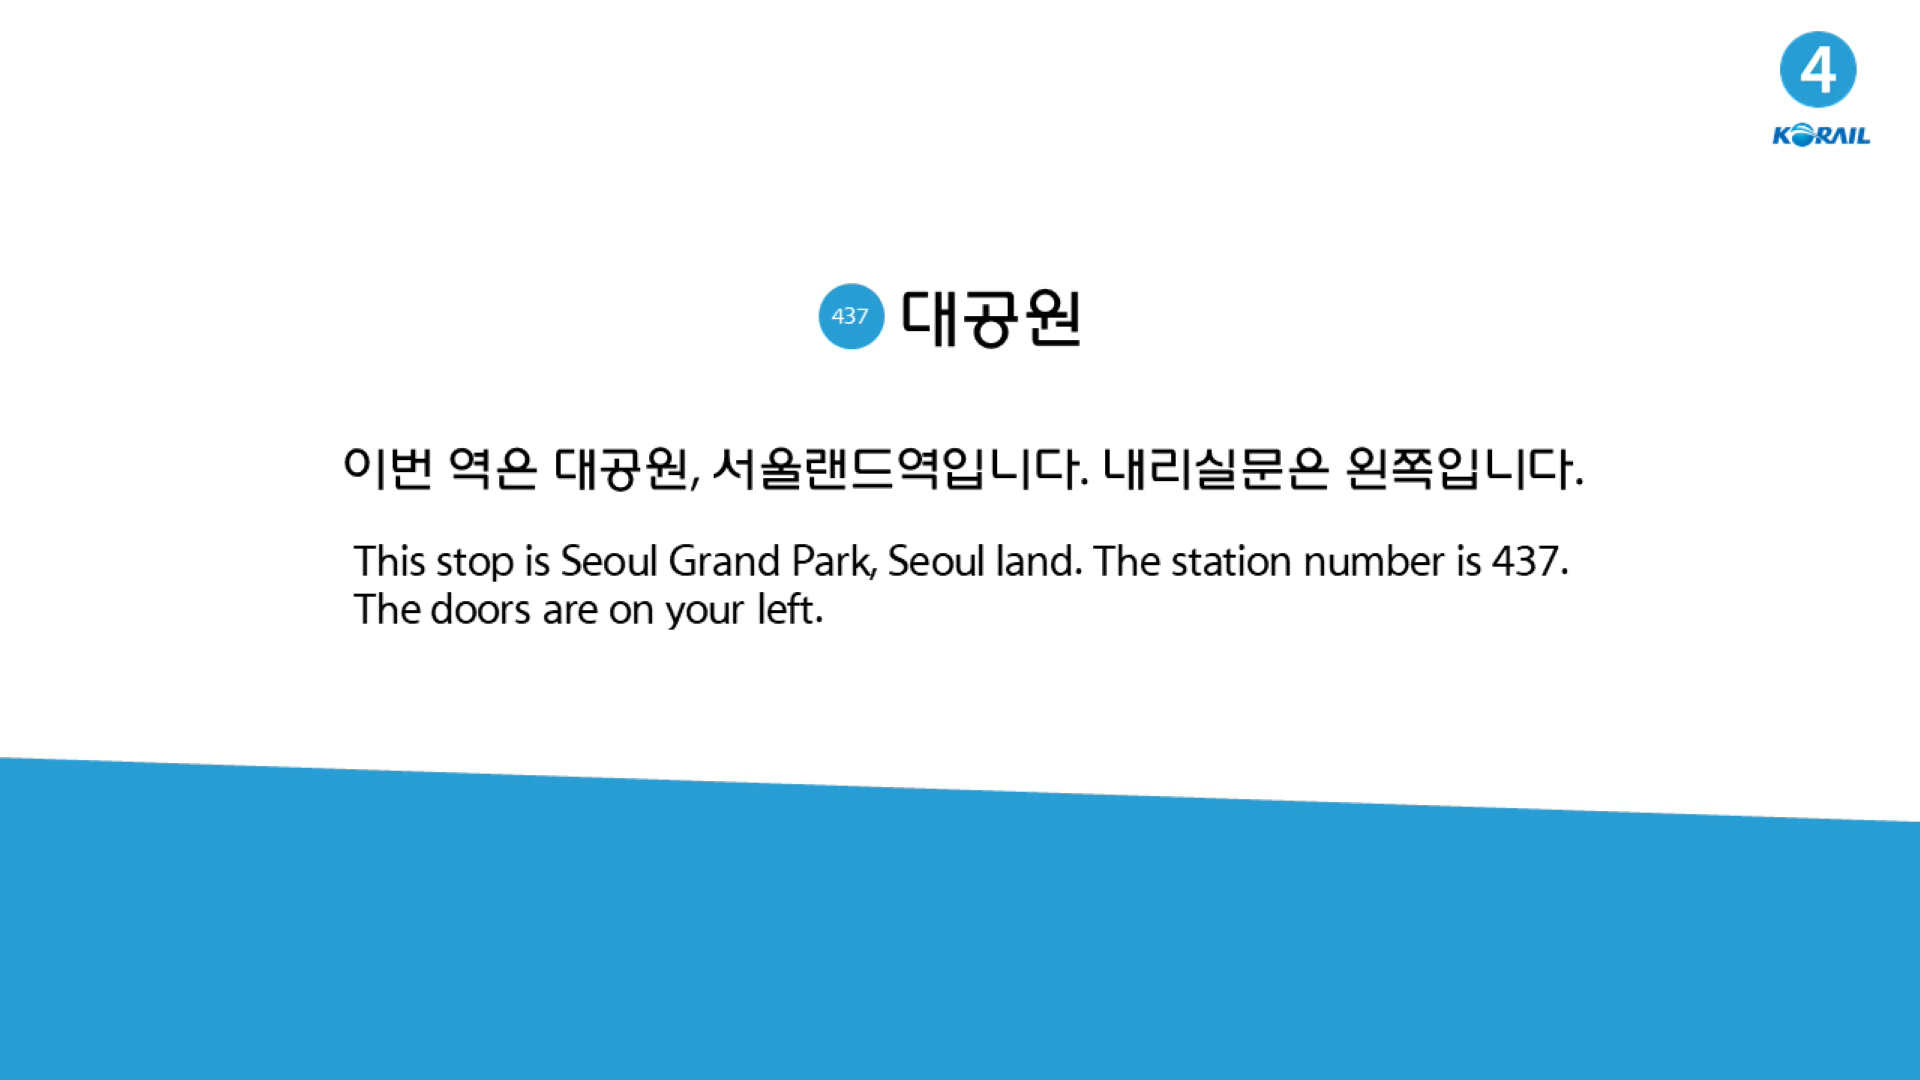 4
KORAIL
437 대공원
이번 역은 대공원, 서울랜드역입니다. 내리실문은 왼쪽입니다.
This stop is Seoul Grand Park, Seoul land. The station number is 437.
The doors are on your left.